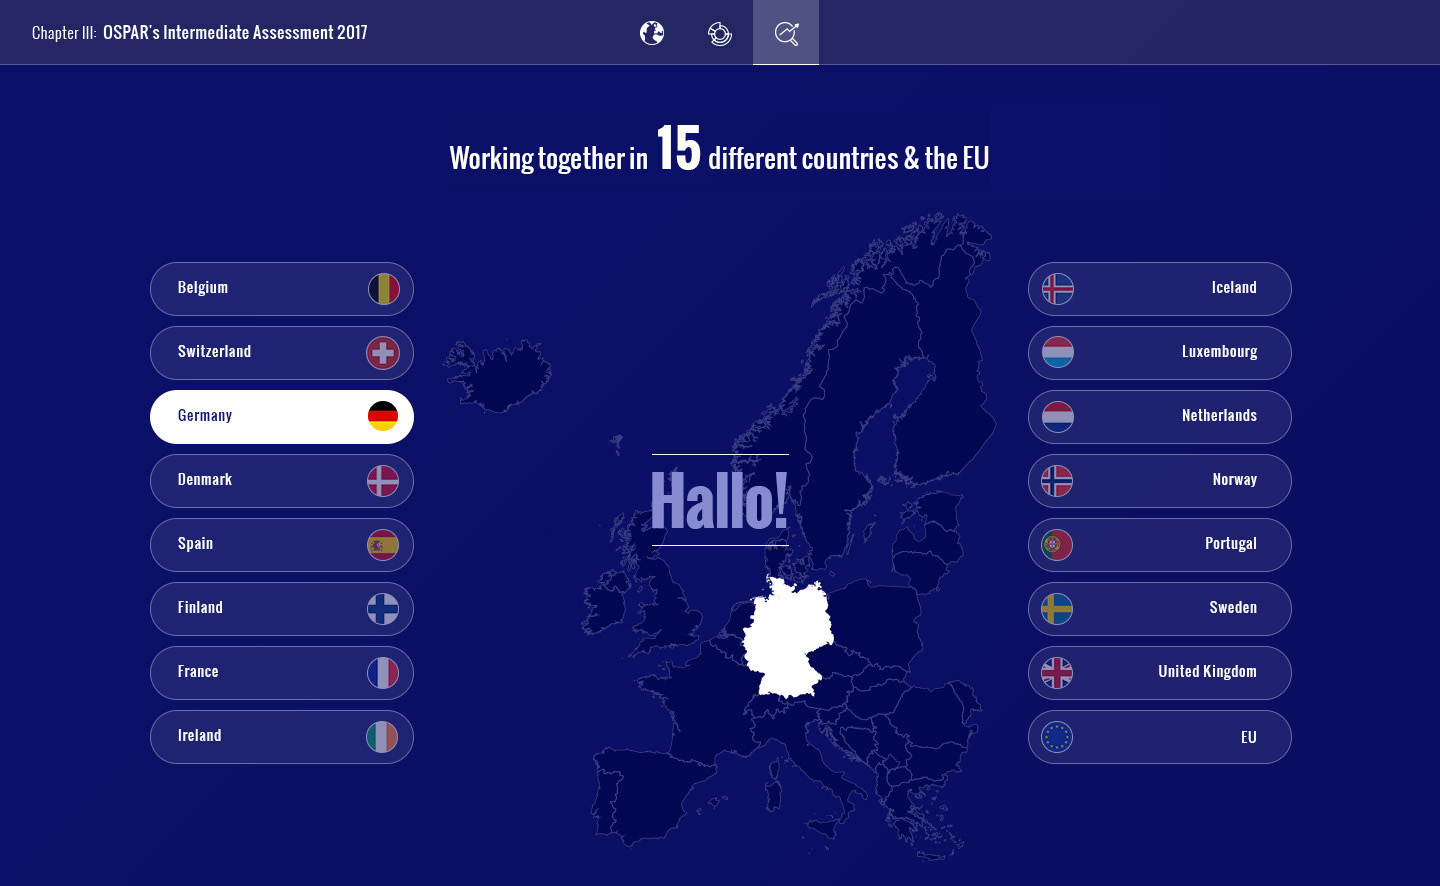 Chapter III: OSPAR's Intermediate Assessment 2017
Working together in 15 different countries & the EU
Belgium
Switzerland
Germany
Denmark
Spain
Finland
France
Ireland
Hallo!
Iceland
Luxembourg
Netherlands
Norway
Portugal
Sweden
United Kingdom
EU